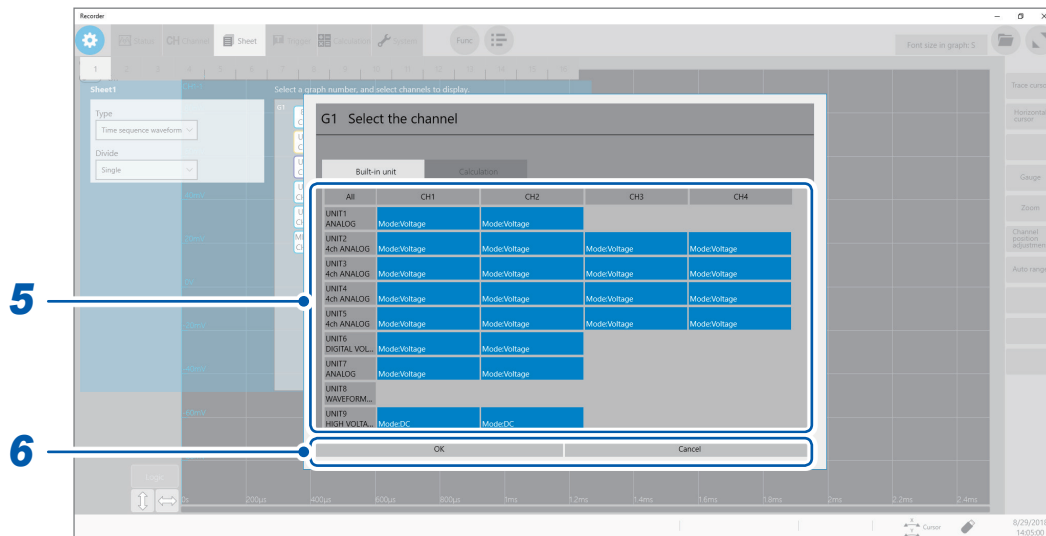 Recorder
Status CH Channel Sheet Trigger Calculation System Func Font size in graph: S
1 2 3 4 5 6 7 8 9 10 11 12 13 14 15 16
Sheet1
Select a graph number, and select channels to display.
Type
Time sequence waveform
Divide
Single
G1
G1 Select the channel
Built-in unit Calculation
All CH1 CH2 CH3 CH4
UNIT1
ANALOG Mode:Voltage Mode:Voltage
UNIT2
4ch ANALOG Mode:Voltage Mode:Voltage Mode:Voltage Mode:Voltage
UNIT3
4ch ANALOG Mode:Voltage Mode:Voltage Mode:Voltage Mode:Voltage
UNIT4
4ch ANALOG Mode:Voltage Mode:Voltage Mode:Voltage Mode:Voltage
UNIT5
4ch ANALOG Mode:Voltage Mode:Voltage Mode:Voltage Mode:Voltage
UNIT6
DIGITAL VOL... Mode:Voltage Mode:Voltage
UNIT7
ANALOG Mode:Voltage Mode:Voltage
UNIT8
WAVEFORM...
UNIT9
HIGH VOLTA... Mode:DC Mode:DC
OK Cancel
5
6
Horizontal
cursor
Gauge
Zoom
Channel
position
Auto range
Logic
0s 200µs 400µs 600µs 800µs 1ms 1.2ms 1.4ms 1.6ms 1.8ms 2ms 2.2ms 2.4ms
X
Y
Cursor
8/29/2018
14:05:00